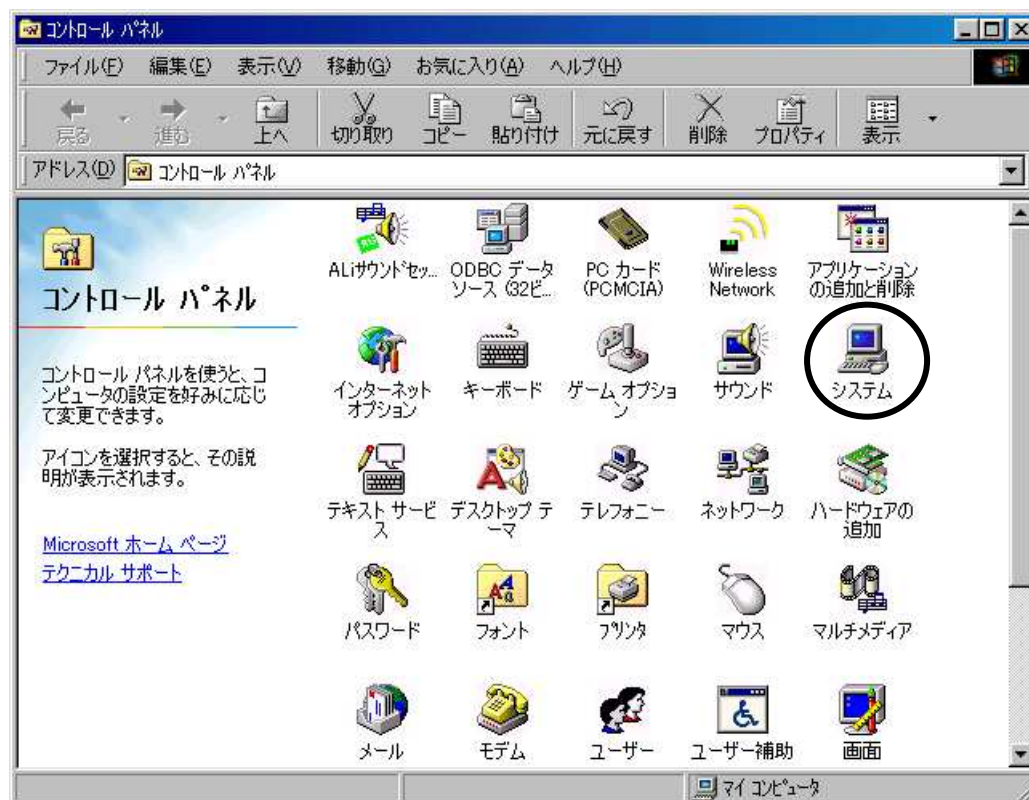 コントロール パネル
ファイル(F) 編集(E) 表示(V) 移動(G) お気に入り(A) ヘルプ(H)
戻る 進む 上へ 切り取り コピー 貼り付け 元に戻す 削除 プロパティ 表示
アドレス(D) コントロール パネル
コントロール パネル
コントロール パネルを使うと、コ
ンピュータの設定を好みに応じ
て変更できます。
アイコンを選択すると、その説
明が表示されます。
Microsoft ホーム ページ
テクニカル サポート
ALiサウンドセッ...
ODBC データ
ソース (32ビ...
PC カード
(PCMCIA)
Wireless
Network
アプリケーション
の追加と削除
インターネット
オプション
キーボード
ゲーム オプショ
ン
サウンド
システム
テキスト サービ
ス
デスクトップ テ
ーマ
テレフォニー
ネットワーク
ハードウェアの
追加
パスワード
フォント
プリンタ
マウス
マルチメディア
メール
モデム
ユーザー
ユーザー補助
画面
マイ コンピュータ